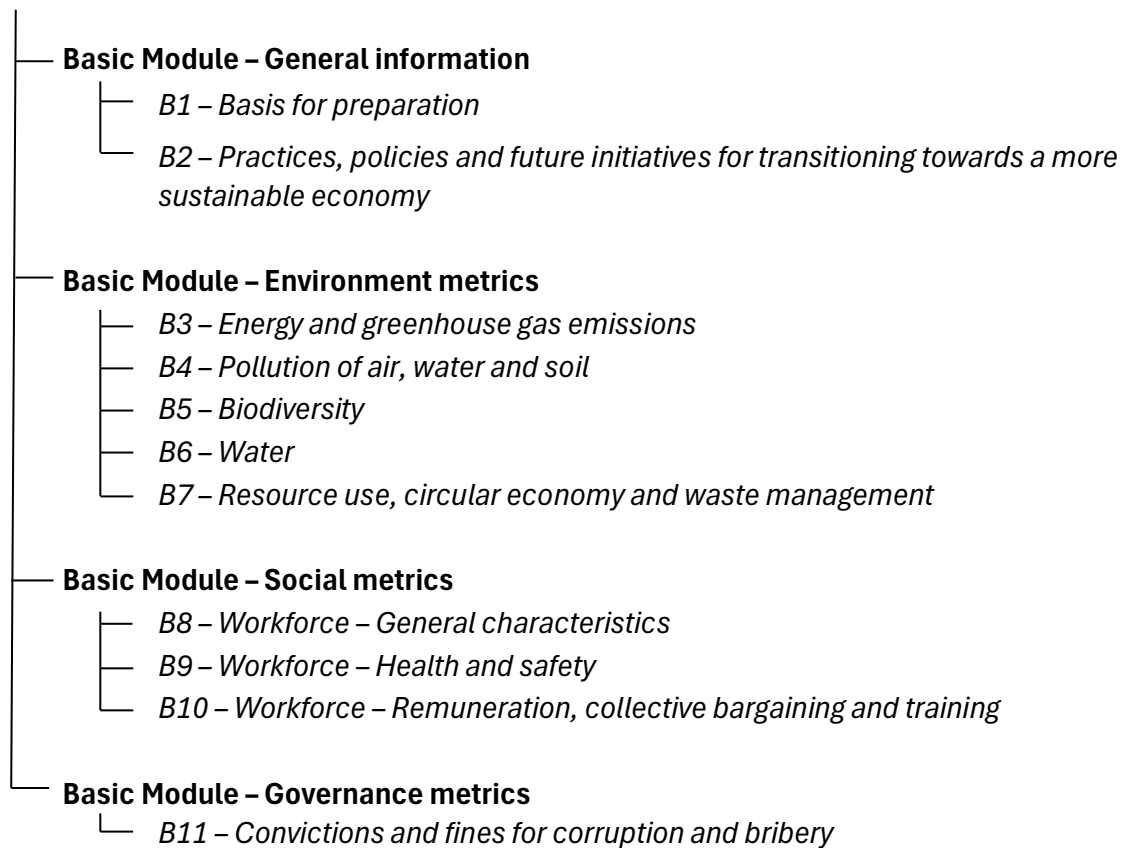 Basic Module – General information
B1 – Basis for preparation
B2 – Practices, policies and future initiatives for transitioning towards a more
sustainable economy
Basic Module – Environment metrics
B3 – Energy and greenhouse gas emissions
B4 – Pollution of air, water and soil
B5 – Biodiversity
B6 – Water
B7 – Resource use, circular economy and waste management
Basic Module – Social metrics
B8 – Workforce – General characteristics
B9 – Workforce – Health and safety
B10 – Workforce – Remuneration, collective bargaining and training
Basic Module – Governance metrics
B11 – Convictions and fines for corruption and bribery